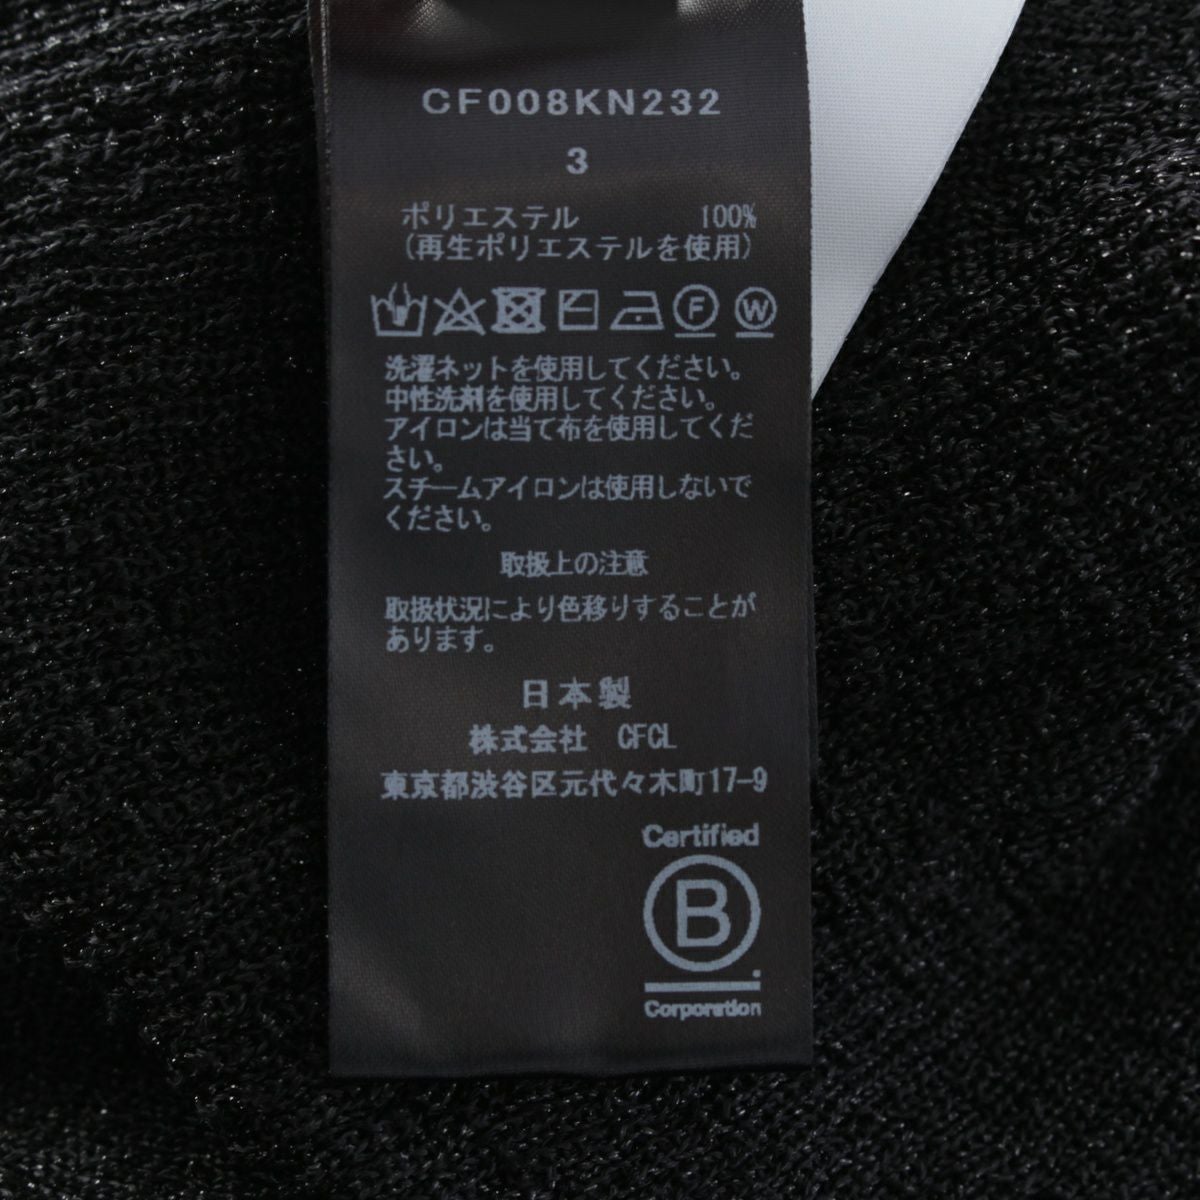 CF008KN232
3
ポリエステル 100%
(再生ポリエステルを使用)
F W
洗濯ネットを使用してください。
中性洗剤を使用してください。
アイロンは当て布を使用してくだ
さい。
スチームアイロンは使用しないで
ください。
取扱上の注意
取扱状況により色移りすることが
あります。
日本製
株式会社 CFCL
東京都渋谷区元代々木町17-9
Certified
B
Corporation